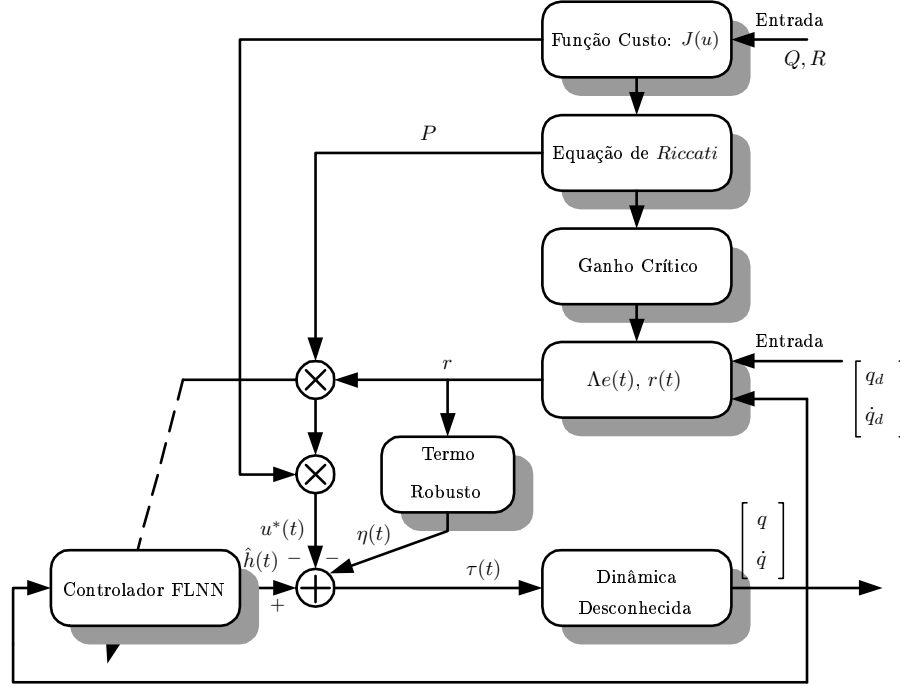 Entrada
Função Custo: J(u)
Q, R
P
Equação de Riccati
Ganho Crítico
Entrada
r
Λe(t), r(t)
q_d
q̇_d
Termo
Robusto
u*(t)
η(t)
q
q̇
ĥ(t)
− −
τ(t)
Controlador FLNN
+
Dinâmica
Desconhecida